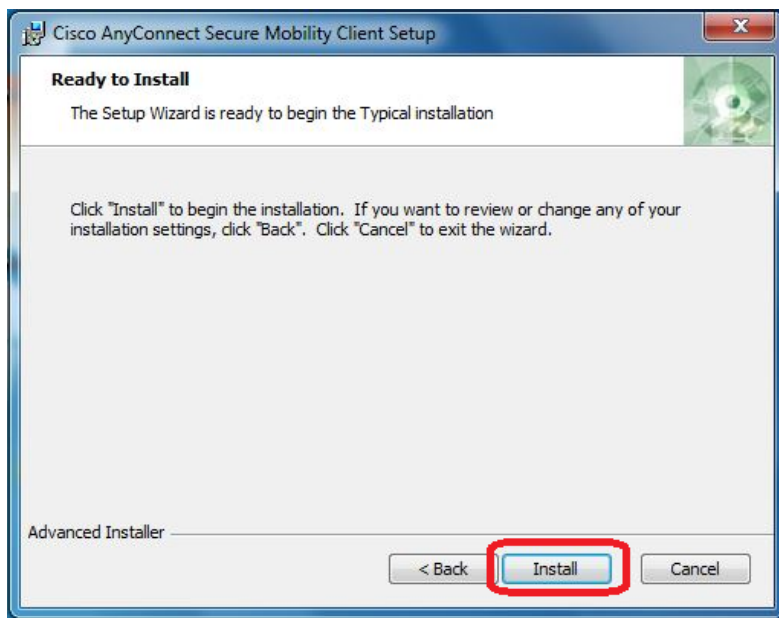 Cisco AnyConnect Secure Mobility Client Setup
Ready to Install
The Setup Wizard is ready to begin the Typical installation
Click "Install" to begin the installation.  If you want to review or change any of your
installation settings, click "Back".  Click "Cancel" to exit the wizard.
Advanced Installer
< Back Install Cancel